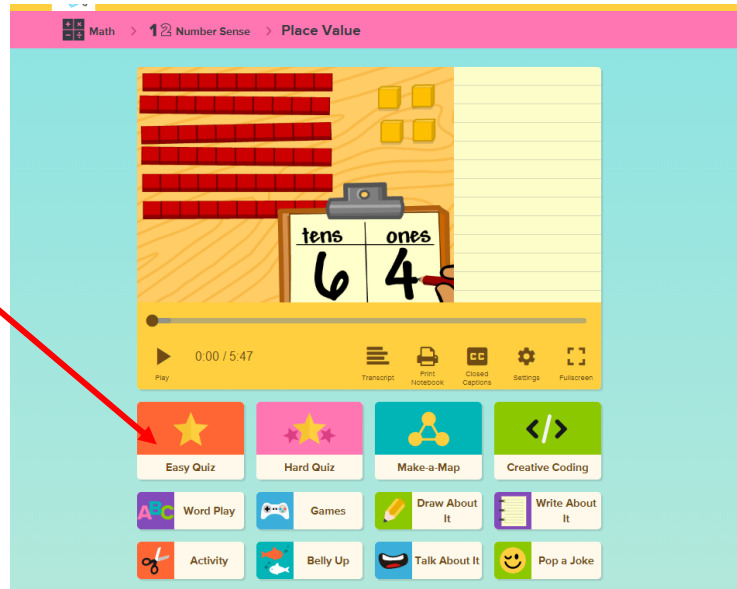 Math > 12 Number Sense > Place Value
tens ones
6 4
0:00 / 5:47
Play
Transcript
Print
Notebook
CC
Closed
Captions
Settings
Fullscreen
Easy Quiz
Hard Quiz
Make-a-Map
</>
Creative Coding
ABC
Word Play
Games
Draw About
It
Write About
It
Activity
Belly Up
Talk About It
Pop a Joke